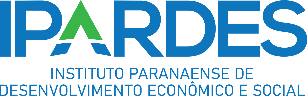 IPARDES
INSTITUTO PARANAENSE DE
DESENVOLVIMENTO ECONÔMICO E SOCIAL